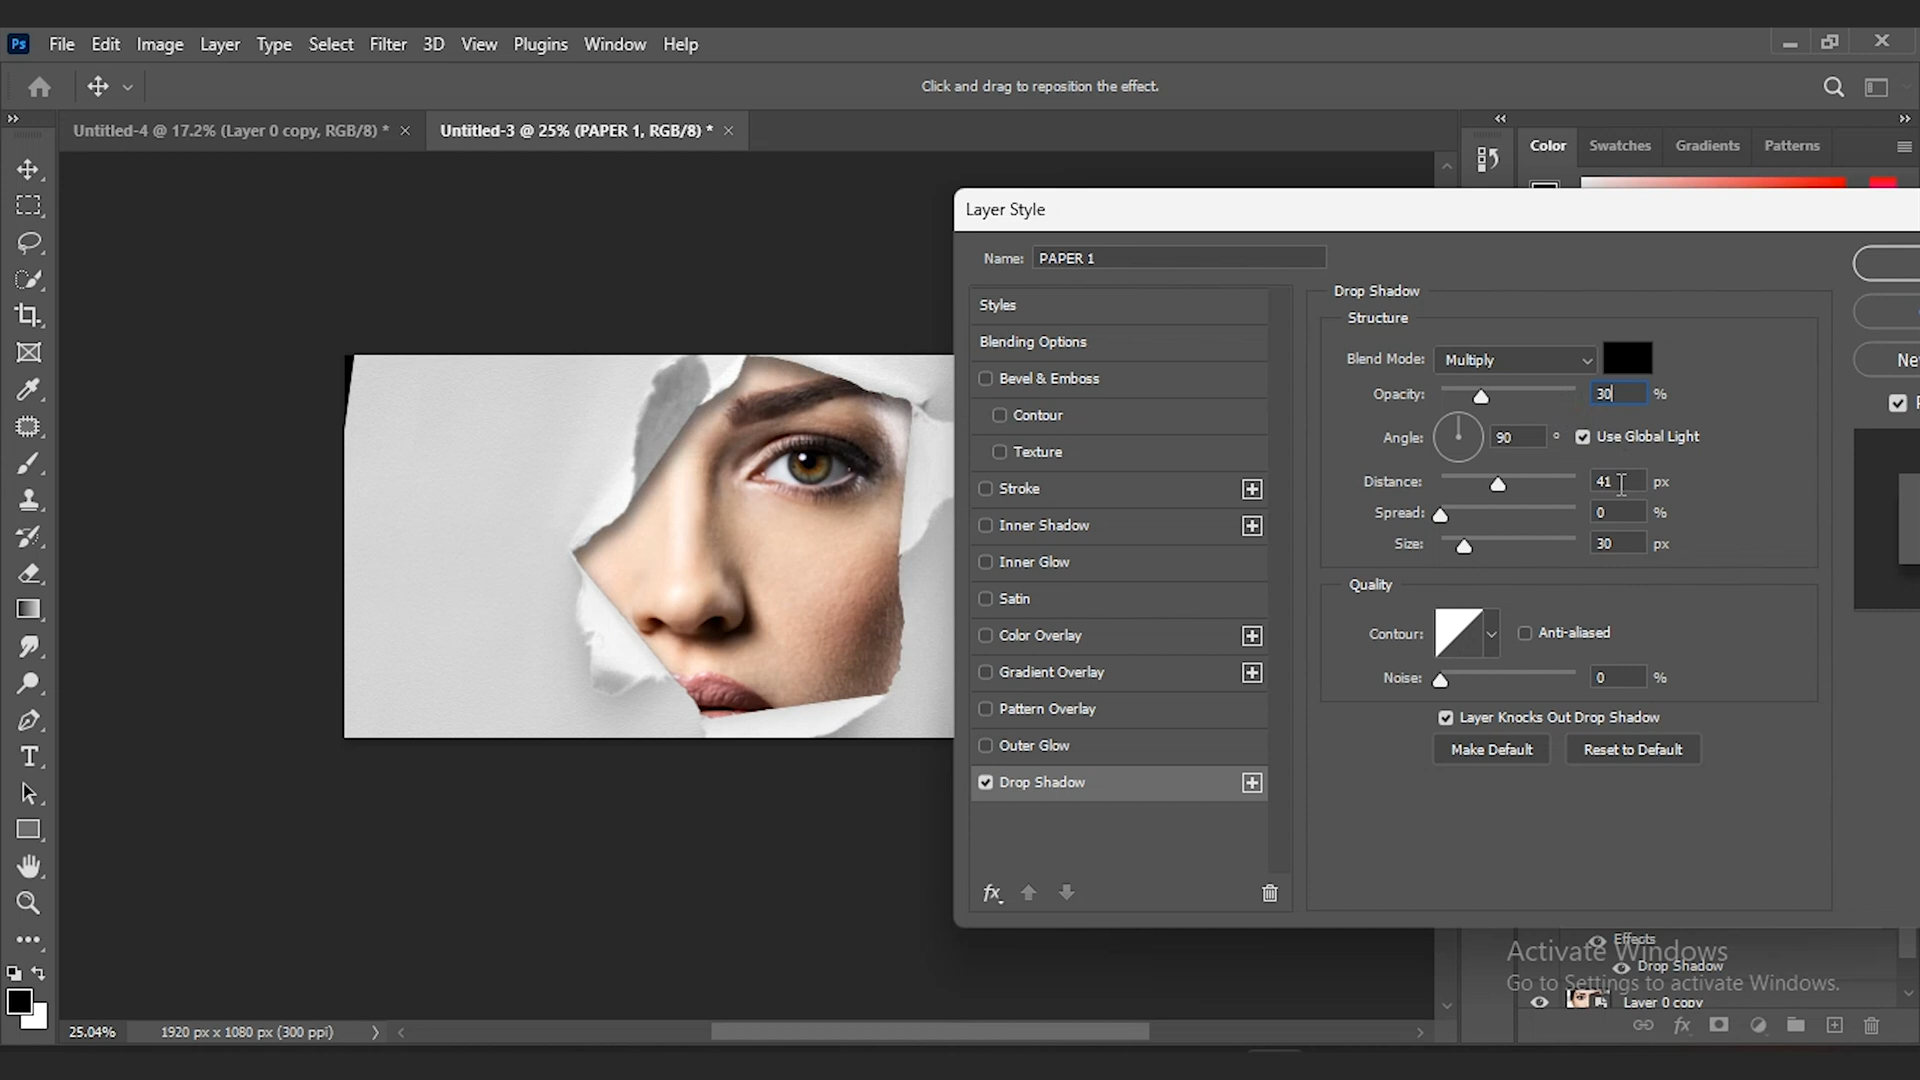 Ps File Edit Image Layer Type Select Filter 3D View Plugins Window Help
Click and drag to reposition the effect.
Untitled-4 @ 17.2% (Layer 0 copy, RGB/8) * ×
Untitled-3 @ 25% (PAPER 1, RGB/8) * ×
Color Swatches Gradients Patterns
Layer Style
Name: PAPER 1
Styles
Blending Options
Bevel & Emboss
Contour
Texture
Stroke
Inner Shadow
Inner Glow
Satin
Color Overlay
Gradient Overlay
Pattern Overlay
Outer Glow
Drop Shadow
fx
Drop Shadow
Structure
Blend Mode: Multiply
Opacity: 30 %
Angle: 90 ° Use Global Light
Distance: 41 px
Spread: 0 %
Size: 30 px
Quality
Contour: Anti-aliased
Noise: 0 %
Layer Knocks Out Drop Shadow
Make Default Reset to Default
Ne
Effects
Drop Shadow
Layer 0 copy
Activate Windows
Go to Settings to activate Windows.
25.04% 1920 px x 1080 px (300 ppi)
fx